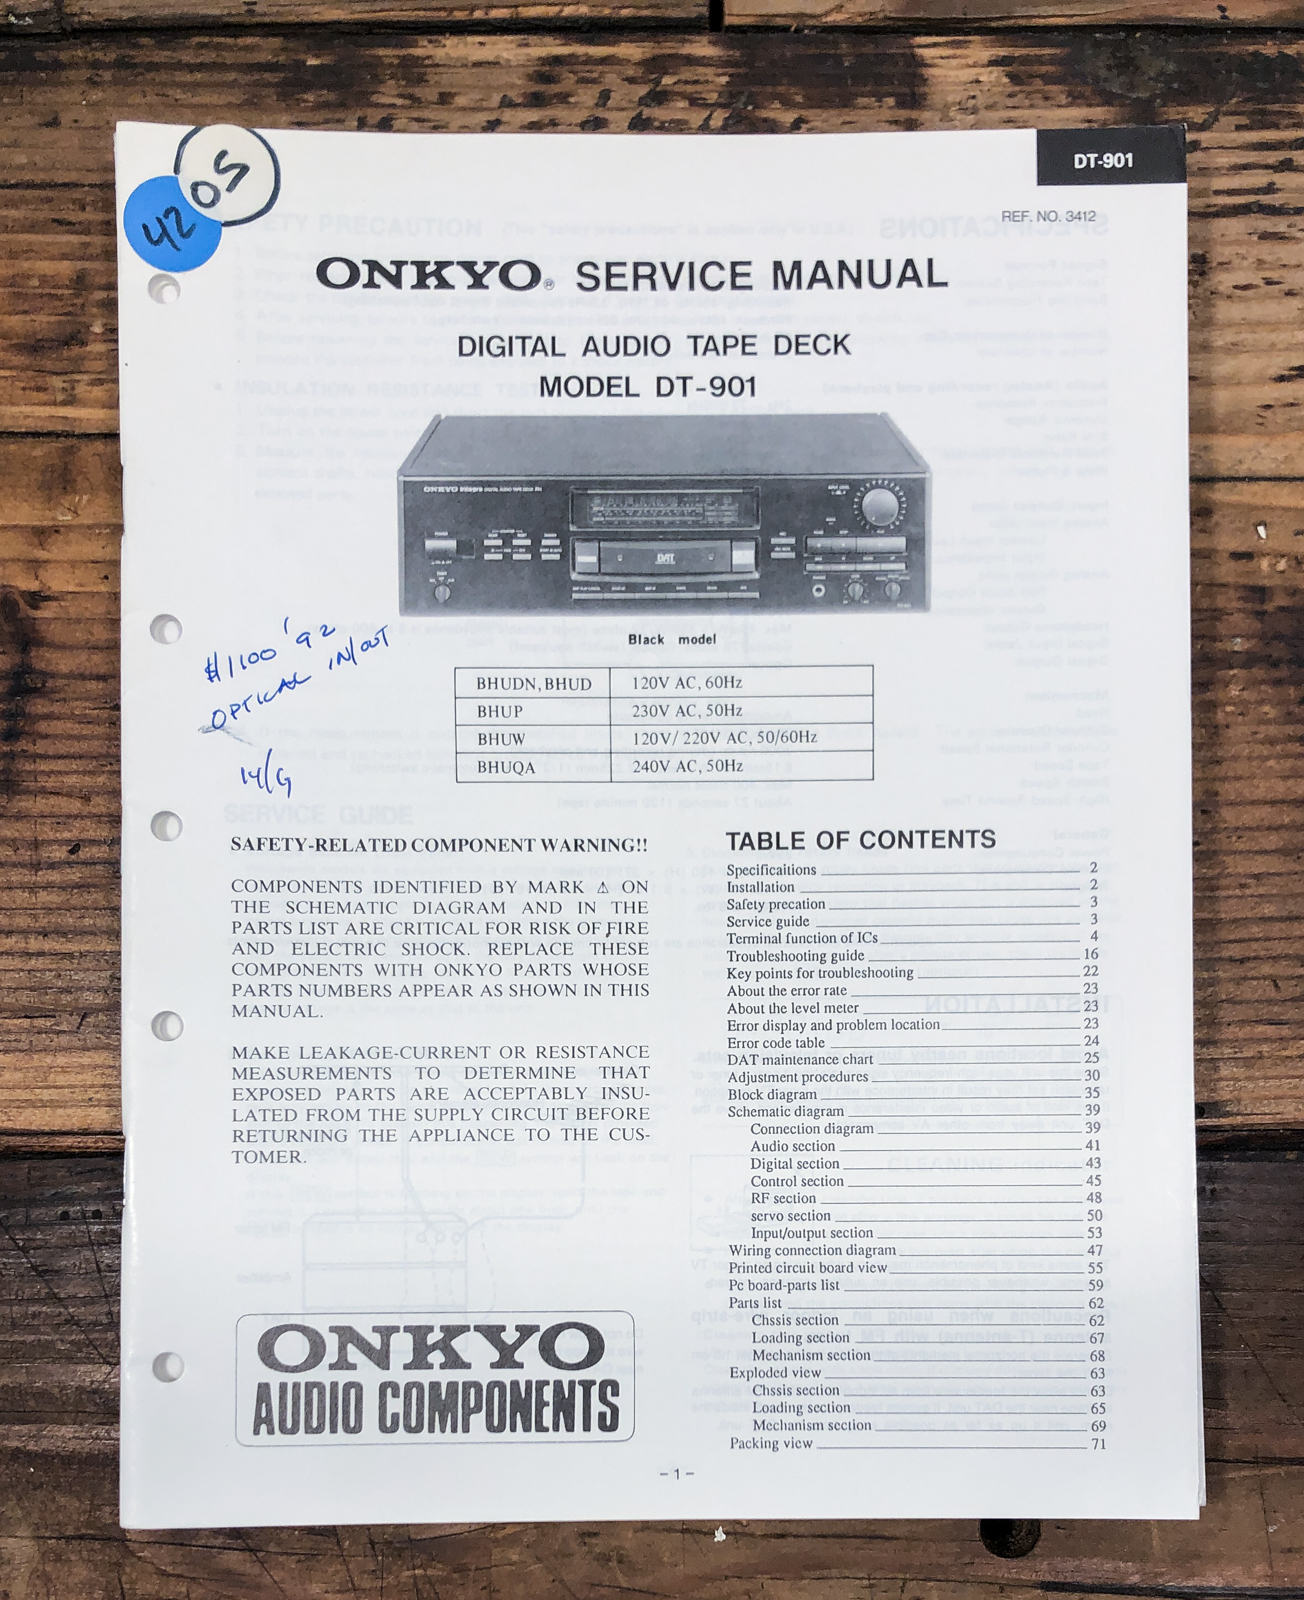 05
42
DT-901
REF. NO. 3412
ONKYO® SERVICE MANUAL
DIGITAL AUDIO TAPE DECK
MODEL DT-901
ONKYO Integra DIGITAL AUDIO TAPE DECK
DAT
Black model
$1100 '92
OPTICAL IN/OUT
14/G
BHUDN, BHUD 120V AC, 60Hz
BHUP 230V AC, 50Hz
BHUW 120V/ 220V AC, 50/60Hz
BHUQA 240V AC, 50Hz
SAFETY-RELATED COMPONENT WARNING!!
COMPONENTS IDENTIFIED BY MARK ⚠ ON
THE SCHEMATIC DIAGRAM AND IN THE
PARTS LIST ARE CRITICAL FOR RISK OF FIRE
AND ELECTRIC SHOCK. REPLACE THESE
COMPONENTS WITH ONKYO PARTS WHOSE
PARTS NUMBERS APPEAR AS SHOWN IN THIS
MANUAL.
MAKE LEAKAGE-CURRENT OR RESISTANCE
MEASUREMENTS TO DETERMINE THAT
EXPOSED PARTS ARE ACCEPTABLY INSU-
LATED FROM THE SUPPLY CIRCUIT BEFORE
RETURNING THE APPLIANCE TO THE CUS-
TOMER.
ONKYO
AUDIO COMPONENTS
TABLE OF CONTENTS
Specificaitions 2
Installation 2
Safety precation 3
Service guide 3
Terminal function of ICs 4
Troubleshooting guide 16
Key points for troubleshooting 22
About the error rate 23
About the level meter 23
Error display and problem location 23
Error code table 24
DAT maintenance chart 25
Adjustment procedures 30
Block diagram 35
Schematic diagram 39
Connection diagram 39
Audio section 41
Digital section 43
Control section 45
RF section 48
servo section 50
Input/output section 53
Wiring connection diagram 47
Printed circuit board view 55
Pc board-parts list 59
Parts list 62
Chssis section 62
Loading section 67
Mechanism section 68
Exploded view 63
Chssis section 63
Loading section 65
Mechanism section 69
Packing view 71
– 1 –